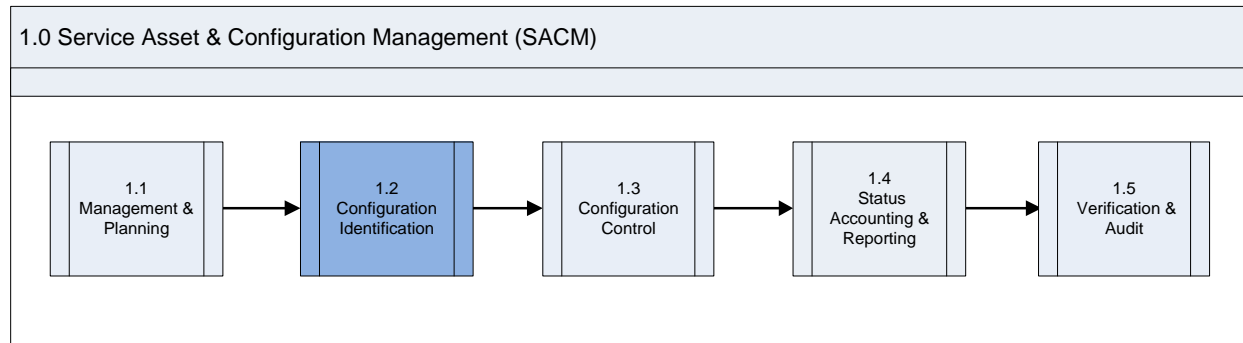 1.0 Service Asset & Configuration Management (SACM)
1.1
Management &
Planning
1.2
Configuration
Identification
1.3
Configuration
Control
1.4
Status
Accounting &
Reporting
1.5
Verification &
Audit